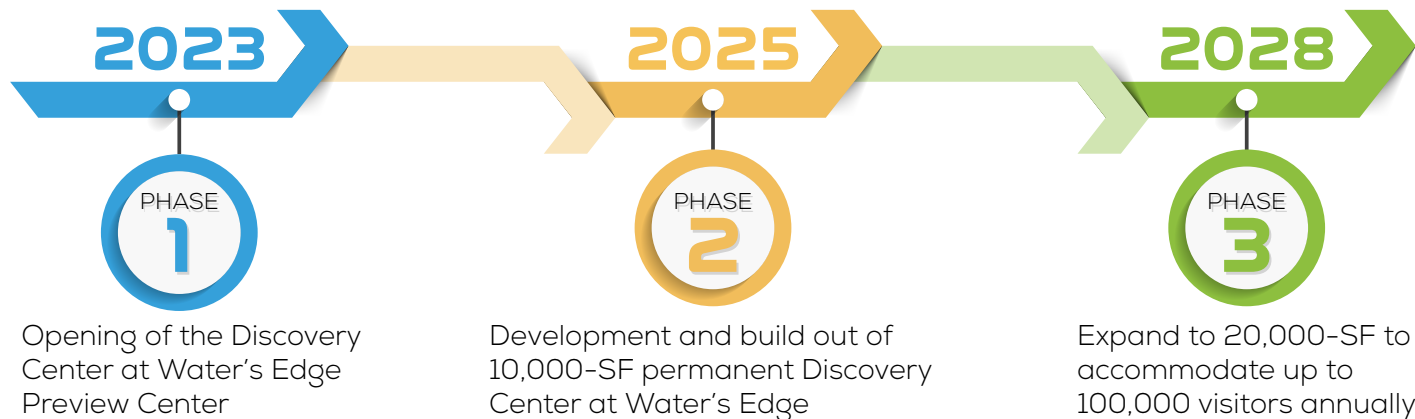 2023
2025
2028
PHASE
1
PHASE
2
PHASE
3
Opening of the Discovery
Center at Water's Edge
Preview Center
Development and build out of
10,000-SF permanent Discovery
Center at Water's Edge
Expand to 20,000-SF to
accommodate up to
100,000 visitors annually